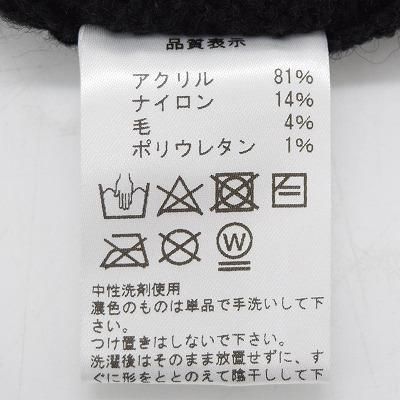 品質表示
アクリル 81%
ナイロン 14%
毛 4%
ポリウレタン 1%
W
中性洗剤使用
濃色のものは単品で手洗いして下
さい。
つけ置きはしないで下さい。
洗濯後はそのまま放置せずに、す
ぐに形をととのえて陰干しして下